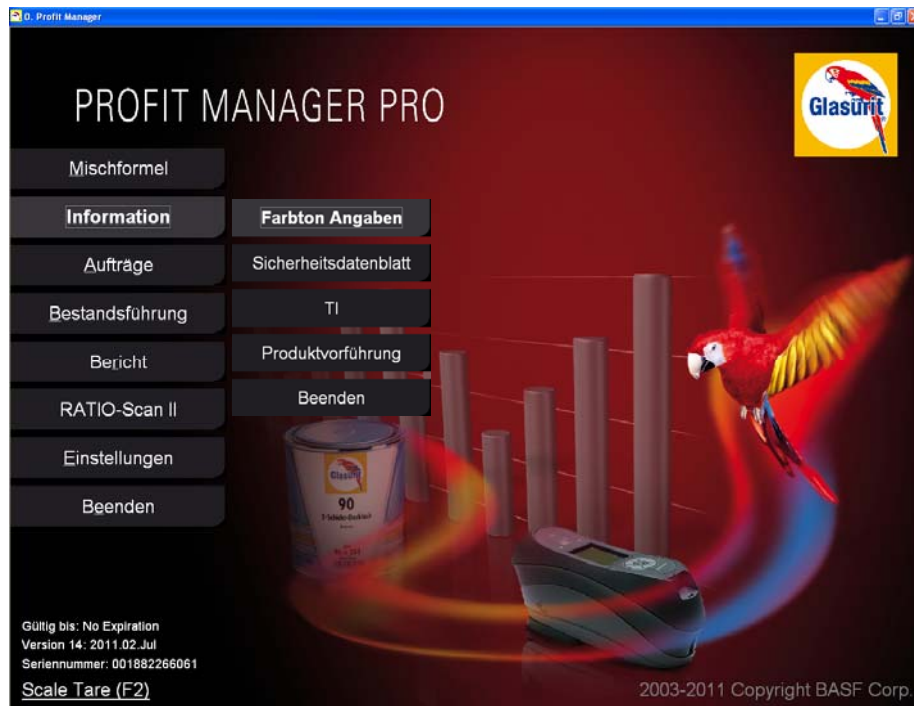 0. Profit Manager
PROFIT MANAGER PRO
Glasurit
Mischformel
Information
Aufträge
Bestandsführung
Bericht
RATIO-Scan II
Einstellungen
Beenden
Farbton Angaben
Sicherheitsdatenblatt
TI
Produktvorführung
Beenden
Glasurit
90
Gültig bis: No Expiration
Version 14: 2011.02.Jul
Seriennummer: 001882266061
Scale Tare (F2)
2003-2011 Copyright BASF Corp.